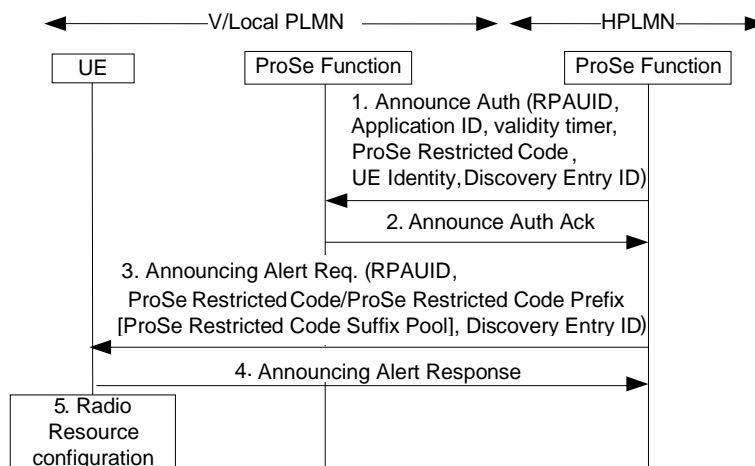 V/Local PLMN
HPLMN
UE
ProSe Function
ProSe Function
1. Announce Auth (RPAUID,
Application ID, validity timer,
ProSe Restricted Code,
UE Identity,Discovery Entry ID)
2. Announce Auth Ack
3. Announcing Alert Req. (RPAUID,
ProSe Restricted Code/ProSe Restricted Code Prefix
[ProSe Restricted Code Suffix Pool], Discovery Entry ID)
4. Announcing Alert Response
5. Radio
Resource
configuration